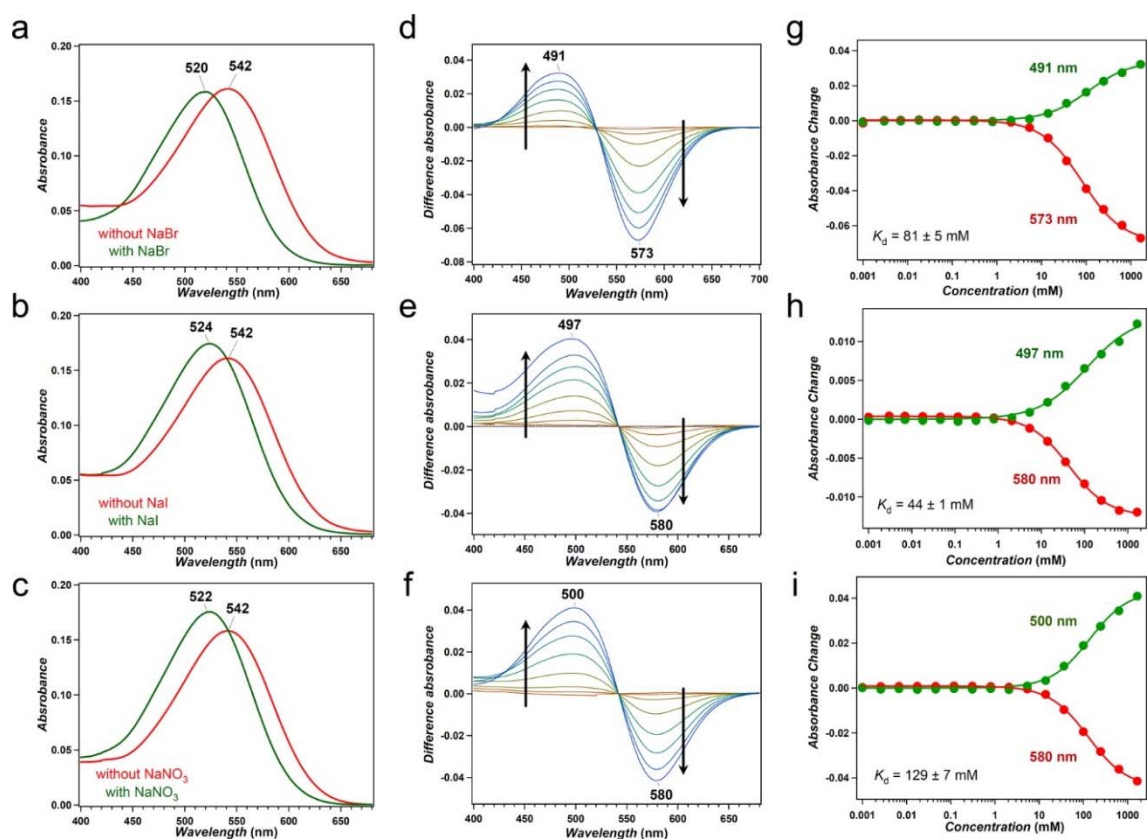 a
0.20
0.15
0.10
0.05
0.00
Absrobance
520
542
without NaBr
with NaBr
400 450 500 550 600 650
Wavelength (nm)
d
0.04
0.02
0.00
-0.02
-0.04
-0.06
-0.08
Difference absrobance
491
573
400 450 500 550 600 650 700
Wavelength (nm)
g
0.04
0.02
0.00
-0.02
-0.04
-0.06
Absorbance Change
491 nm
573 nm
Kd = 81 ± 5 mM
0.001 0.01 0.1 1 10 100 1000
Concentration (mM)
b
0.20
0.15
0.10
0.05
0.00
Absrobance
524
542
without NaI
with NaI
400 450 500 550 600 650
Wavelength (nm)
e
0.04
0.02
0.00
-0.02
-0.04
Difference absrobance
497
580
400 450 500 550 600 650
Wavelength (nm)
h
0.010
0.005
0.000
-0.005
-0.010
Absorbance Change
497 nm
580 nm
Kd = 44 ± 1 mM
0.001 0.01 0.1 1 10 100 1000
Concentration (mM)
c
0.20
0.15
0.10
0.05
0.00
Absrobance
522
542
without NaNO3
with NaNO3
400 450 500 550 600 650
Wavelength (nm)
f
0.04
0.02
0.00
-0.02
-0.04
Difference absrobance
500
580
400 450 500 550 600 650
Wavelength (nm)
i
0.04
0.02
0.00
-0.02
-0.04
Absorbance Change
500 nm
580 nm
Kd = 129 ± 7 mM
0.001 0.01 0.1 1 10 100 1000
Concentration (mM)